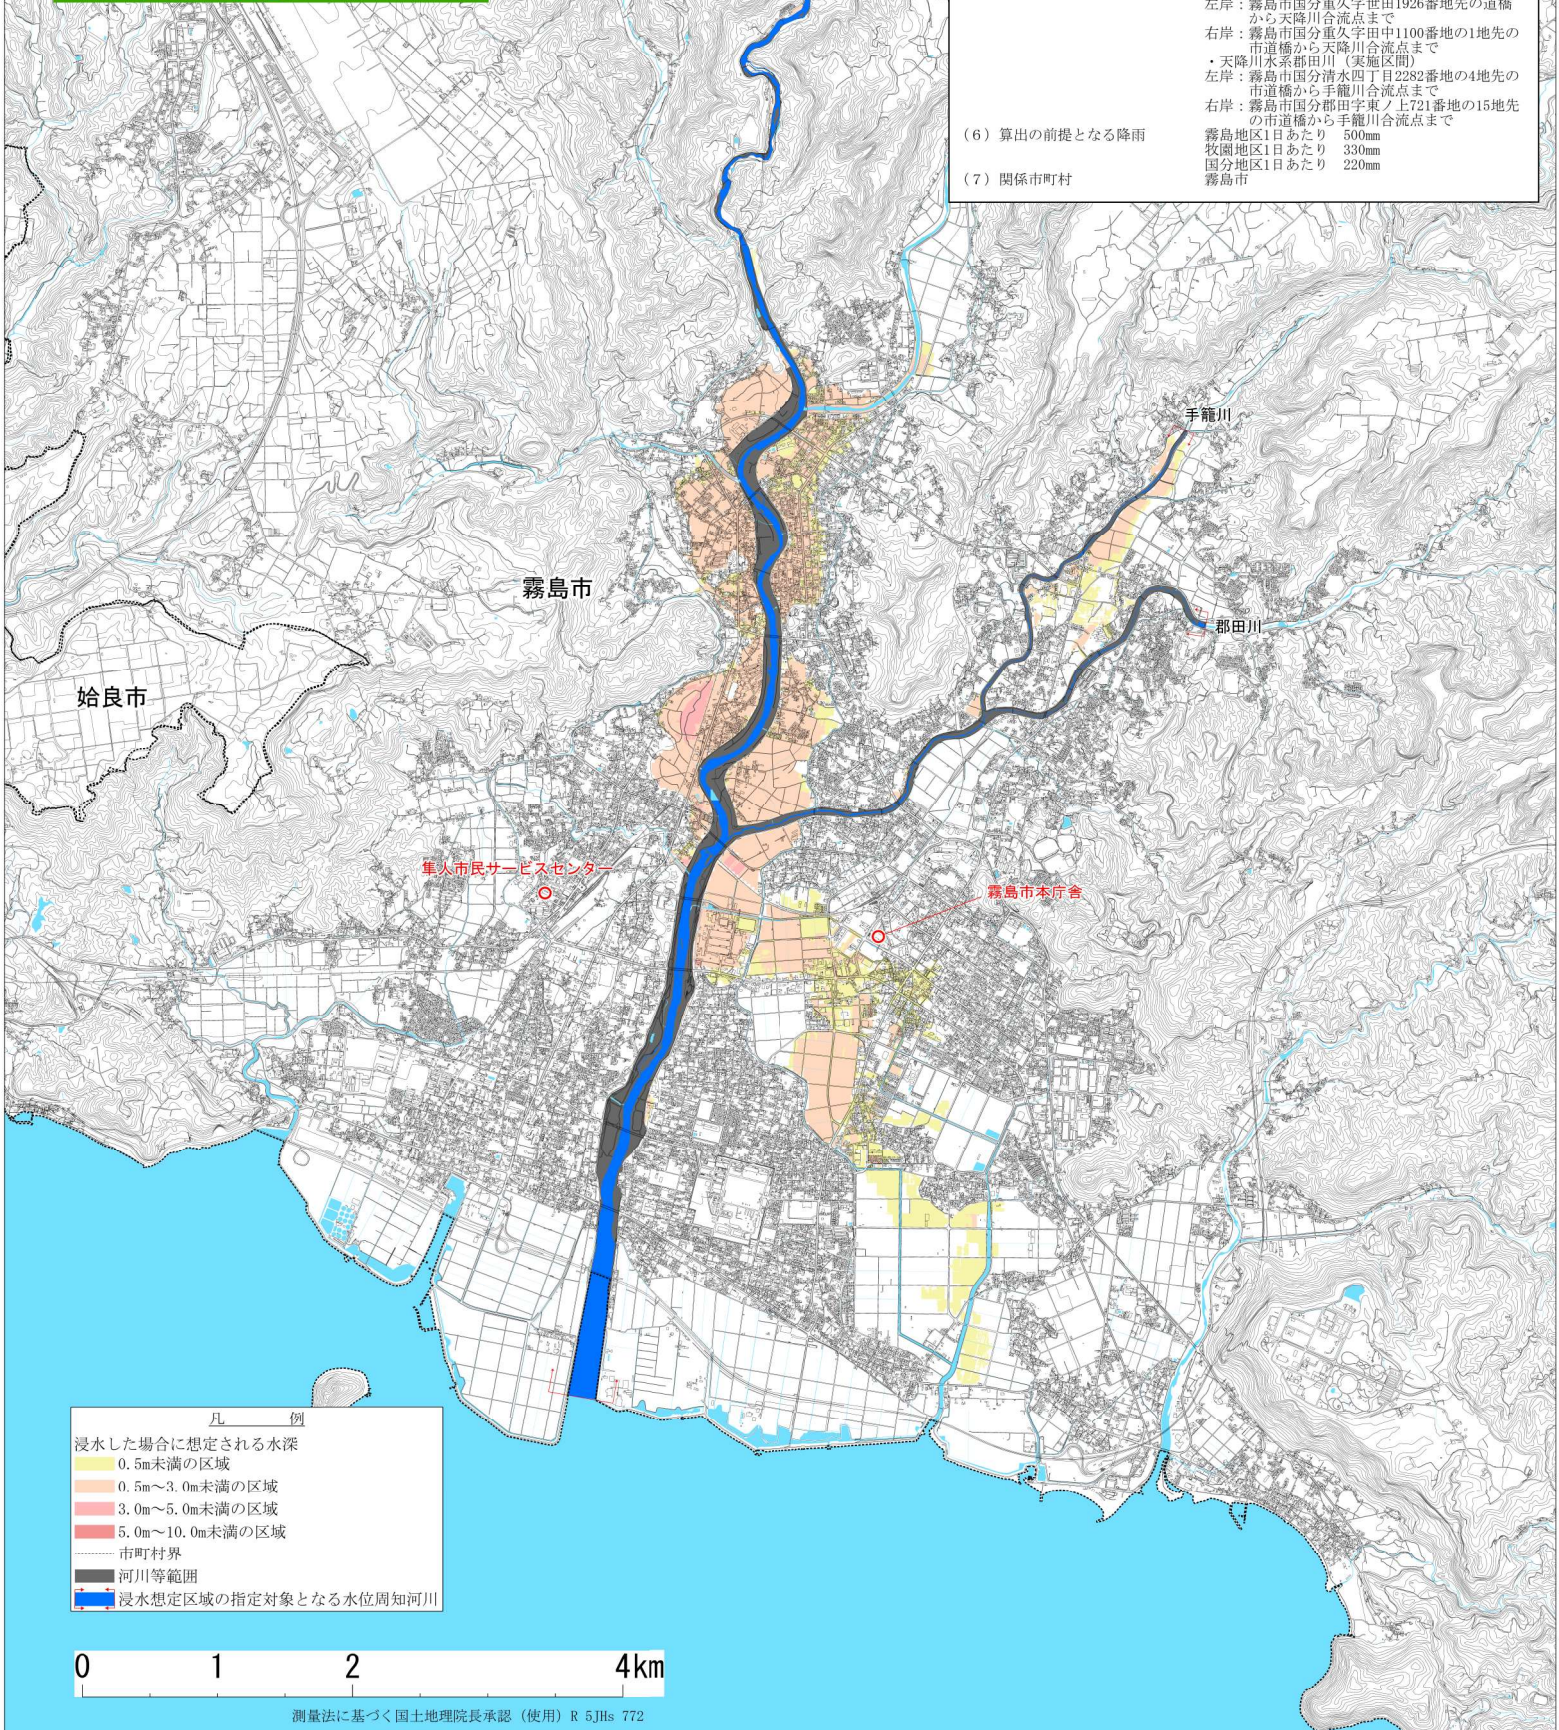 左岸：霧島市国分重久字世田1926番地先の道橋
から天降川合流点まで
右岸：霧島市国分重久字田中1100番地の1地先の
市道橋から天降川合流点まで
・天降川水系郡田川（実施区間）
左岸：霧島市国分清水四丁目2282番地の4地先の
市道橋から手籠川合流点まで
右岸：霧島市国分郡田字東ノ上721番地の15地先
の市道橋から手籠川合流点まで
（6）算出の前提となる降雨 霧島地区1日あたり 500mm
牧園地区1日あたり 330mm
国分地区1日あたり 220mm
（7）関係市町村 霧島市
手籠川
霧島市
郡田川
姶良市
隼人市民サービスセンター
霧島市本庁舎
凡 例
浸水した場合に想定される水深
0.5m未満の区域
0.5m～3.0m未満の区域
3.0m～5.0m未満の区域
5.0m～10.0m未満の区域
市町村界
河川等範囲
浸水想定区域の指定対象となる水位周知河川
0 1 2 4km
測量法に基づく国土地理院長承認（使用）R 5JHs 772